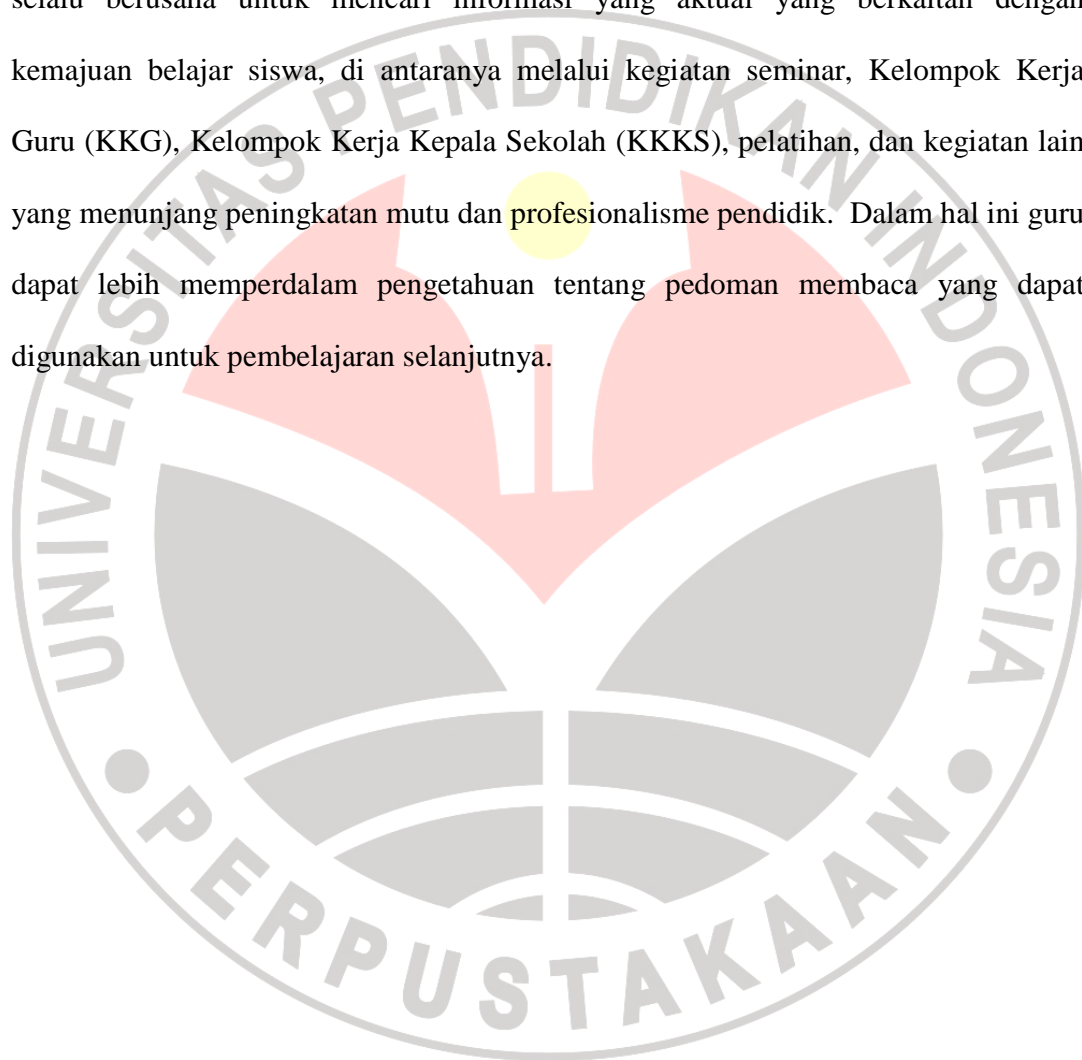 selalu berusaha untuk mencari informasi yang aktual yang berkaitan dengan
kemajuan belajar siswa, di antaranya melalui kegiatan seminar, Kelompok Kerja
Guru (KKG), Kelompok Kerja Kepala Sekolah (KKKS), pelatihan, dan kegiatan lain
yang menunjang peningkatan mutu dan profesionalisme pendidik. Dalam hal ini guru
dapat lebih memperdalam pengetahuan tentang pedoman membaca yang dapat
digunakan untuk pembelajaran selanjutnya.
UNIVERSITAS PENDIDIKAN INDONESIA
PERPUSTAKAAN